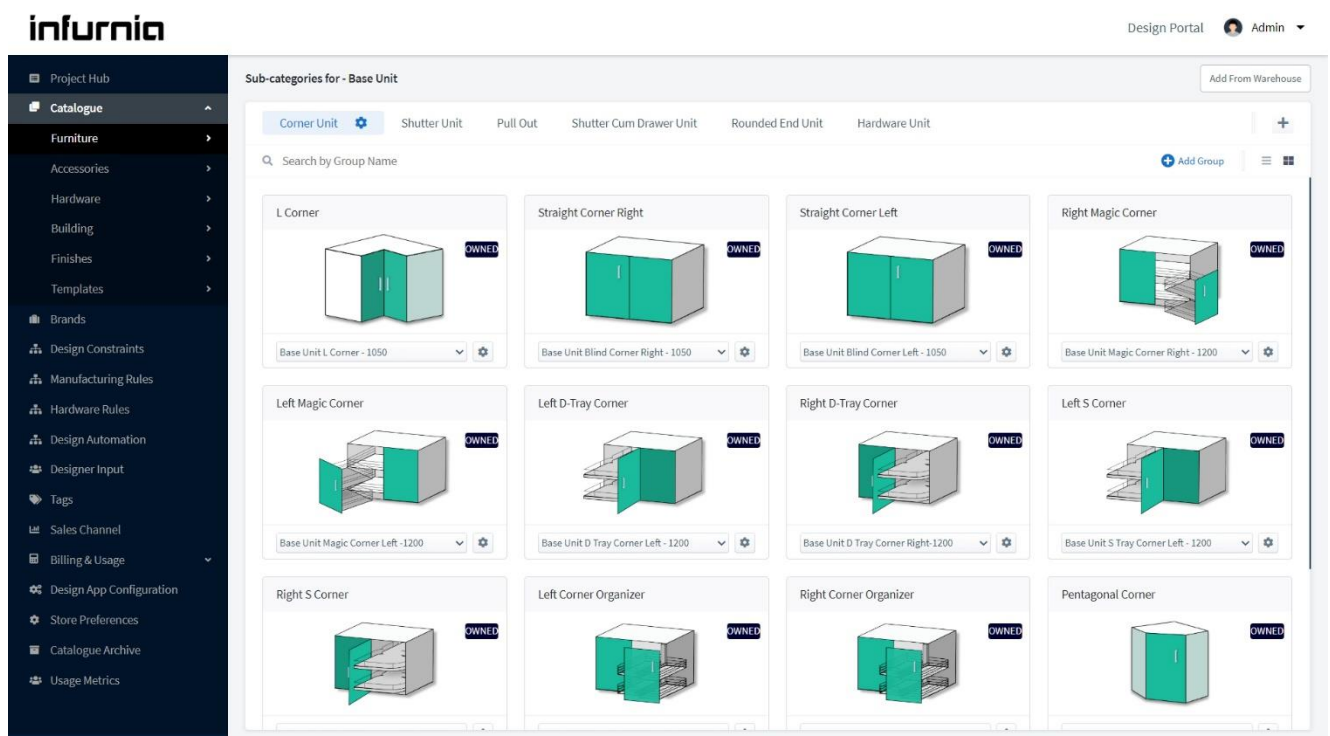 infurnia
Design Portal Admin
Project Hub
Catalogue
Furniture
Accessories
Hardware
Building
Finishes
Templates
Brands
Design Constraints
Manufacturing Rules
Hardware Rules
Design Automation
Designer Input
Tags
Sales Channel
Billing & Usage
Design App Configuration
Store Preferences
Catalogue Archive
Usage Metrics
Sub-categories for - Base Unit
Add From Warehouse
Corner Unit Shutter Unit Pull Out Shutter Cum Drawer Unit Rounded End Unit Hardware Unit +
Search by Group Name
Add Group
L Corner
OWNED
Base Unit L Corner - 1050
Straight Corner Right
OWNED
Base Unit Blind Corner Right - 1050
Straight Corner Left
OWNED
Base Unit Blind Corner Left - 1050
Right Magic Corner
OWNED
Base Unit Magic Corner Right - 1200
Left Magic Corner
OWNED
Base Unit Magic Corner Left -1200
Left D-Tray Corner
OWNED
Base Unit D Tray Corner Left - 1200
Right D-Tray Corner
OWNED
Base Unit D Tray Corner Right-1200
Left S Corner
OWNED
Base Unit S Tray Corner Left - 1200
Right S Corner
OWNED
Left Corner Organizer
OWNED
Right Corner Organizer
OWNED
Pentagonal Corner
OWNED